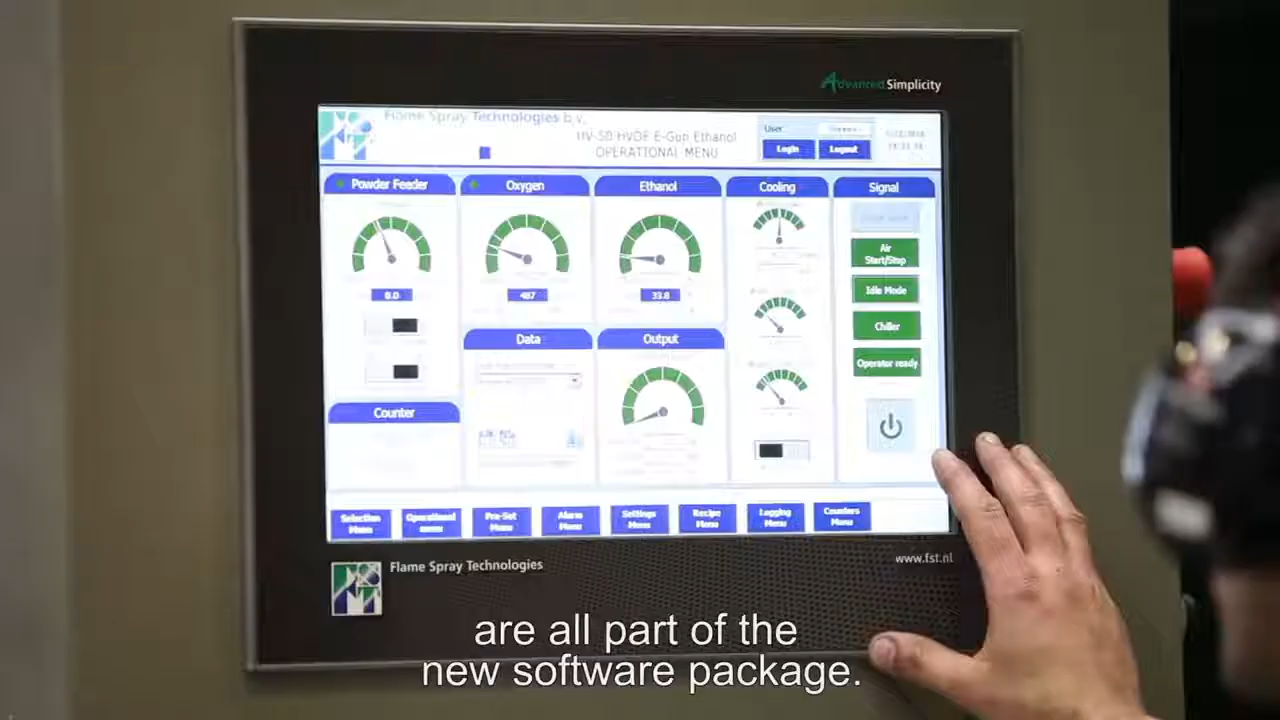 Advanced Simplicity
Flame Spray Technologies b.v.
HV-50 HVOF E-Gun Ethanol
OPERATIONAL MENU
User
Login
Logout
Powder Feeder
Oxygen
Ethanol
Cooling
Signal
Air
Start/Stop
Idle Mode
Chiller
Operator ready
0.0
487
33.8
Data
Output
Counter
Selection
Menu
Operational
menu
Pre-Set
Menu
Alarm
Menu
Settings
Menu
Recipe
Menu
Logging
Menu
Counters
Menu
Flame Spray Technologies
www.fst.nl
are all part of the
new software package.